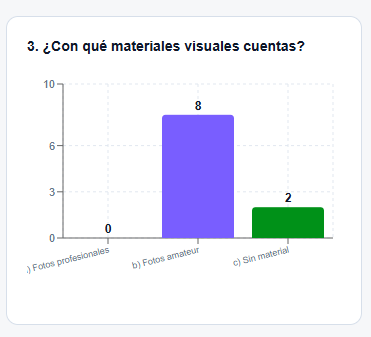 3. ¿Con qué materiales visuales cuentas?
10
8
6
3
2
0
0
) Fotos profesionales
b) Fotos amateur
c) Sin material